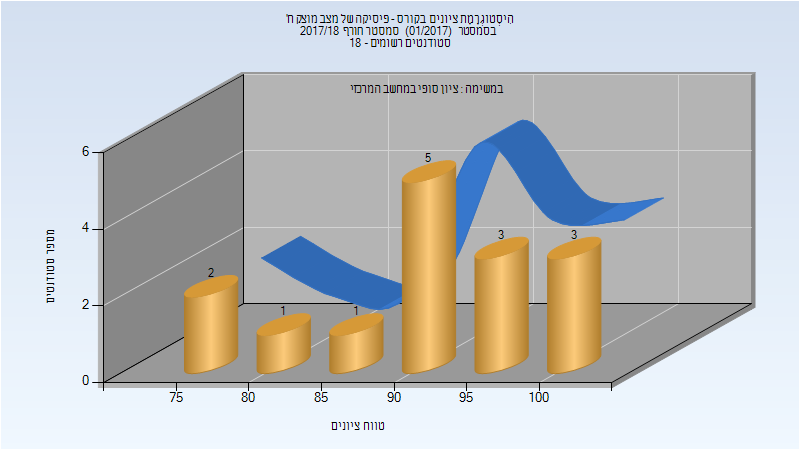 היסטוגרמת ציונים בקורס - פיסיקה של מצב מוצק ח'
בסמסטר (01/2017) סמסטר חורף 2017/18
סטודנטים רשומים - 18
במשימה : ציון סופי במחשב המרכזי
מספר סטודנטים
6
4
2
0
2
1
1
5
3
3
75
80
85
90
95
100
טווח ציונים